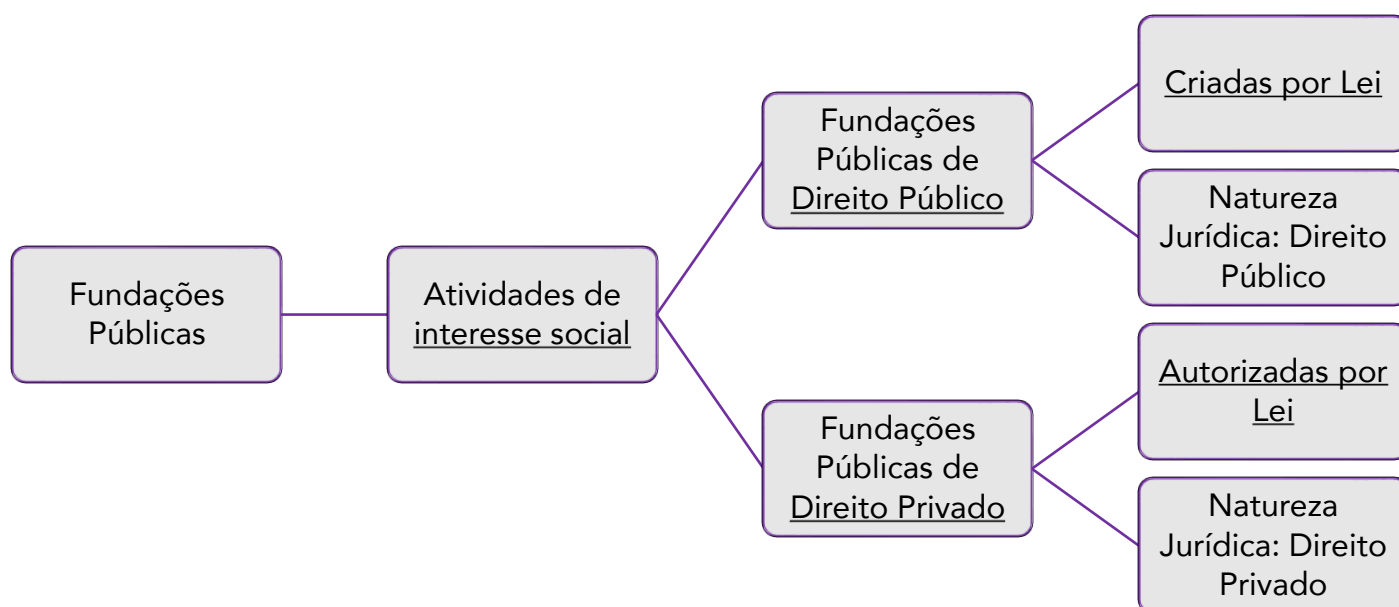 Fundações
Públicas
Atividades de
interesse social
Fundações
Públicas de
Direito Público
Criadas por Lei
Natureza
Jurídica: Direito
Público
Fundações
Públicas de
Direito Privado
Autorizadas por
Lei
Natureza
Jurídica: Direito
Privado